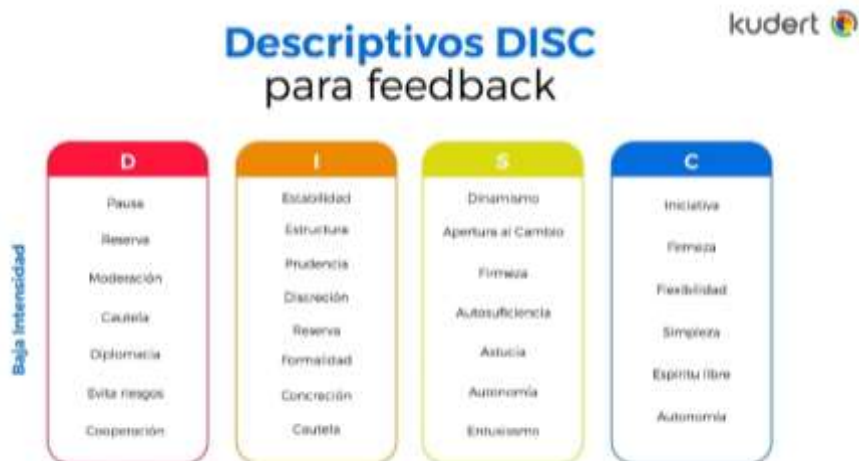 kudert
Descriptivos DISC
para feedback
Baja Intensidad
D
Pausa
Reserva
Moderación
Cautela
Diplomacia
Evita riesgos
Cooperación
I
Estabilidad
Estructura
Prudencia
Discreción
Reserva
Formalidad
Concreción
Cautela
S
Dinamismo
Apertura al Cambio
Firmeza
Autosuficiencia
Astucia
Autonomía
Entusiasmo
C
Iniciativa
Firmeza
Flexibilidad
Simpleza
Espíritu libre
Autonomía